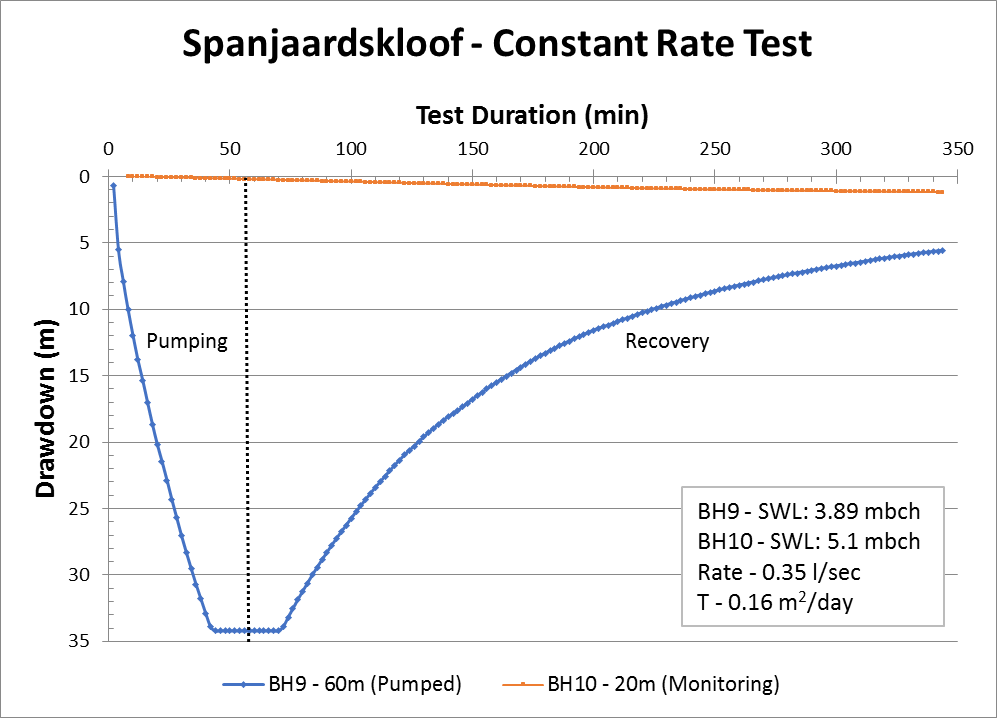 Spanjaardskloof - Constant Rate Test
Test Duration (min)
0 50 100 150 200 250 300 350
Drawdown (m)
0
5
10
15
20
25
30
35
Pumping
Recovery
BH9 - SWL: 3.89 mbch
BH10 - SWL: 5.1 mbch
Rate - 0.35 l/sec
T - 0.16 m²/day
BH9 - 60m (Pumped) BH10 - 20m (Monitoring)